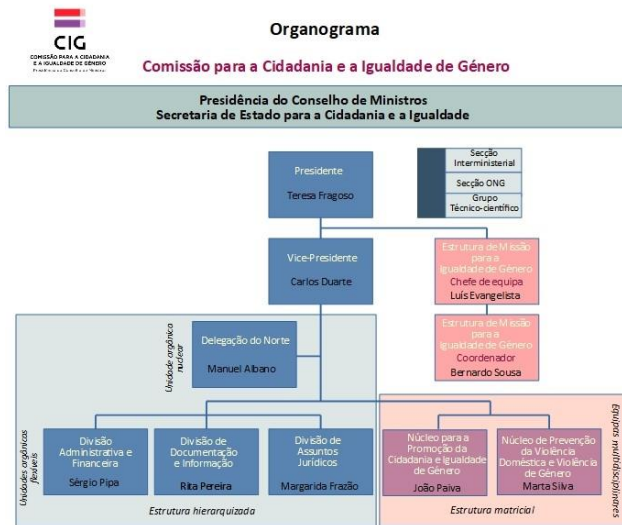 Organograma
CIG
COMISSÃO PARA A CIDADANIA
E A IGUALDADE DE GÉNERO
Presidência do Conselho de Ministros
Comissão para a Cidadania e a Igualdade de Género
Presidência do Conselho de Ministros
Secretaria de Estado para a Cidadania e a Igualdade
Presidente
Teresa Fragoso
Secção
Interministerial
Secção ONG
Grupo
Técnico-científico
Vice-Presidente
Carlos Duarte
Estrutura de Missão
para a
Igualdade de Género
Chefe de equipa
Luís Evangelista
Estrutura de Missão
para a
Igualdade de Género
Coordenador
Bernardo Sousa
Unidade orgânica
nuclear
Delegação do Norte
Manuel Albano
Unidades orgânicas
flexíveis
Divisão
Administrativa e
Financeira
Sérgio Pipa
Divisão de
Documentação
e Informação
Rita Pereira
Divisão de
Assuntos
Jurídicos
Margarida Frazão
Estrutura hierarquizada
Núcleo para a
Promoção da
Cidadania e Igualdade
de Género
João Paiva
Núcleo de Prevenção
da Violência
Doméstica e Violência
de Género
Marta Silva
Estrutura matricial
Equipas multidisciplinares